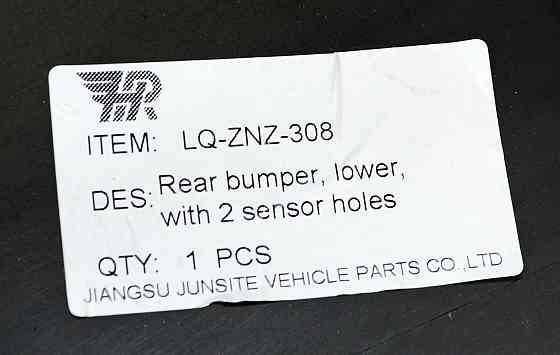 HR
ITEM: LQ-ZNZ-308
DES: Rear bumper, lower,
with 2 sensor holes
QTY: 1 PCS
JIANGSU JUNSITE VEHICLE PARTS CO.,LTD